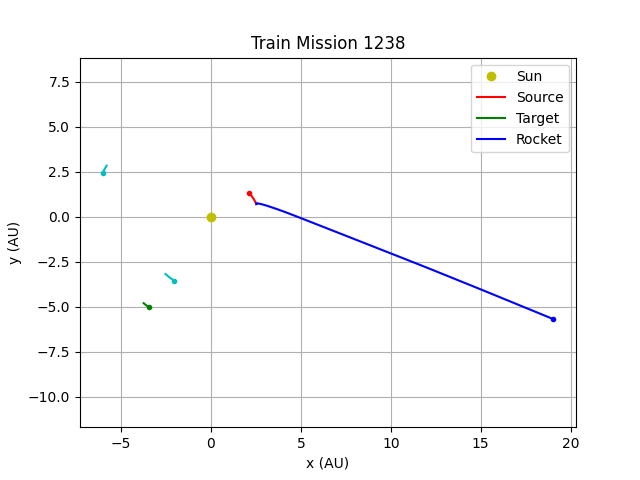 Train Mission 1238
Sun
Source
Target
Rocket
7.5
5.0
2.5
0.0
−2.5
−5.0
−7.5
−10.0
y (AU)
−5 0 5 10 15 20
x (AU)